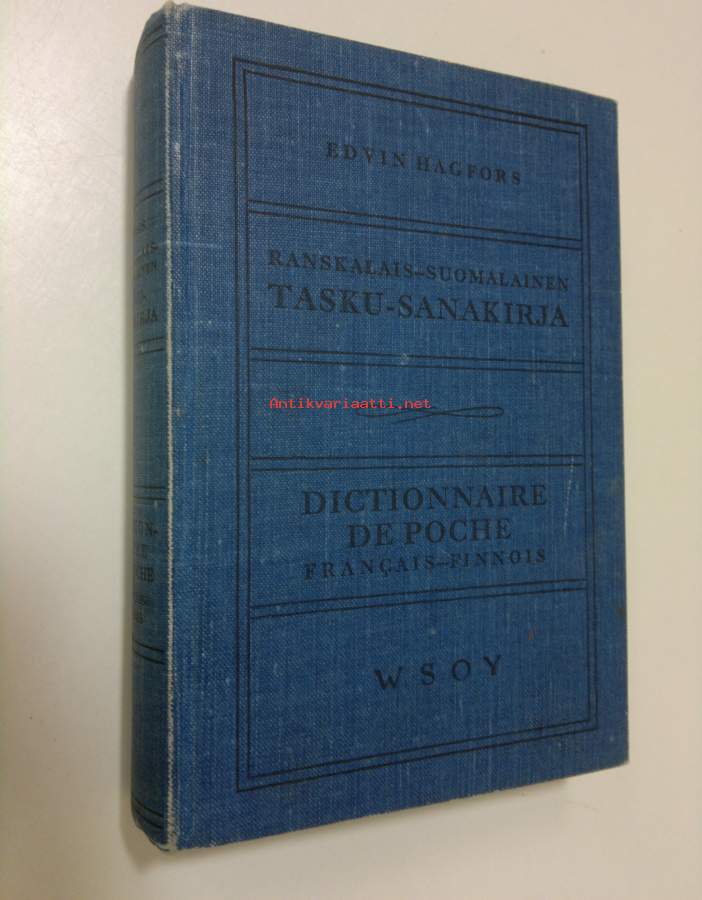 EDVIN HAGFORS
RANSKALAIS-SUOMALAINEN
TASKU-SANAKIRJA
Antikvariaatti.net
DICTIONNAIRE
DE POCHE
FRANÇAIS-FINNOIS
WSOY